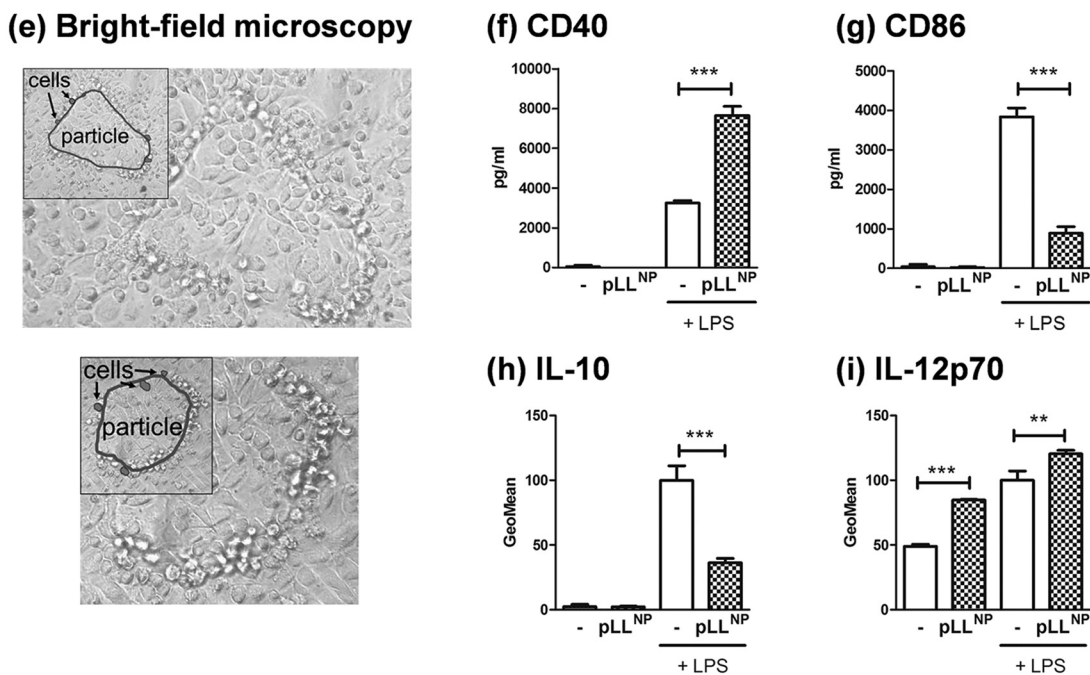 (e) Bright-field microscopy
cells
particle
cells
particle
(f) CD40
10000
8000
6000
4000
2000
0
pg/ml
***
- pLL^NP - pLL^NP
+ LPS
(g) CD86
5000
4000
3000
2000
1000
0
pg/ml
***
- pLL^NP - pLL^NP
+ LPS
(h) IL-10
150
100
50
0
GeoMean
***
- pLL^NP - pLL^NP
+ LPS
(i) IL-12p70
150
100
50
0
GeoMean
***
**
- pLL^NP - pLL^NP
+ LPS